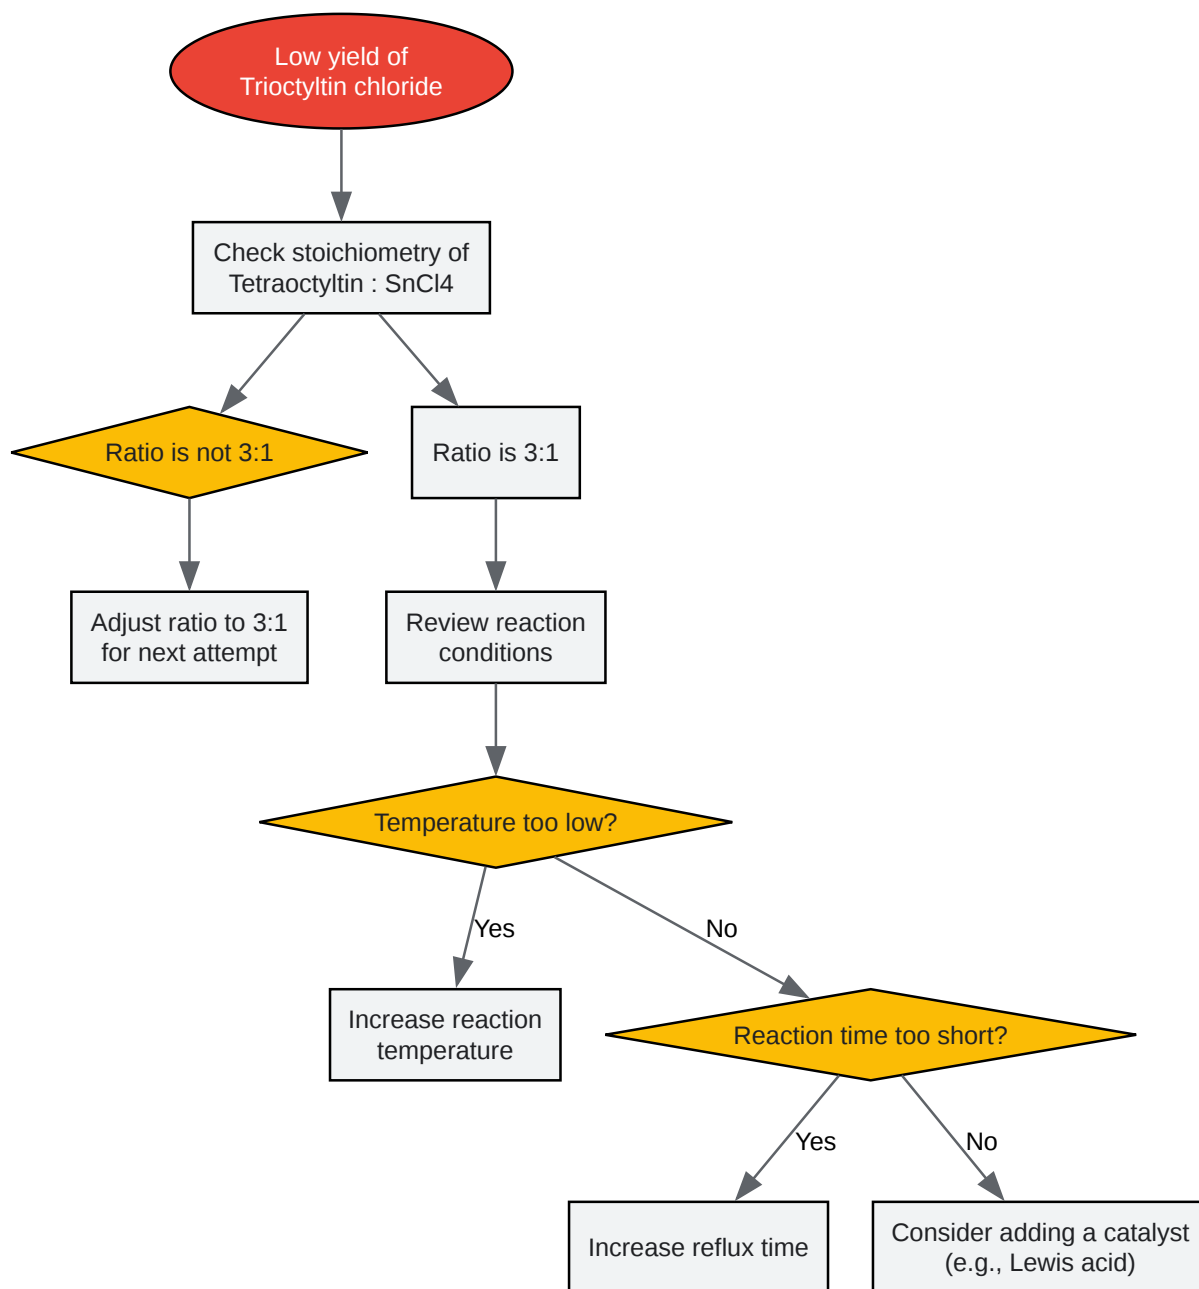 Low yield of
Trioctyltin chloride
Check stoichiometry of
Tetraoctyltin : SnCl4
Ratio is not 3:1
Ratio is 3:1
Adjust ratio to 3:1
for next attempt
Review reaction
conditions
Temperature too low?
Yes
No
Increase reaction
temperature
Reaction time too short?
Yes
No
Increase reflux time
Consider adding a catalyst
(e.g., Lewis acid)